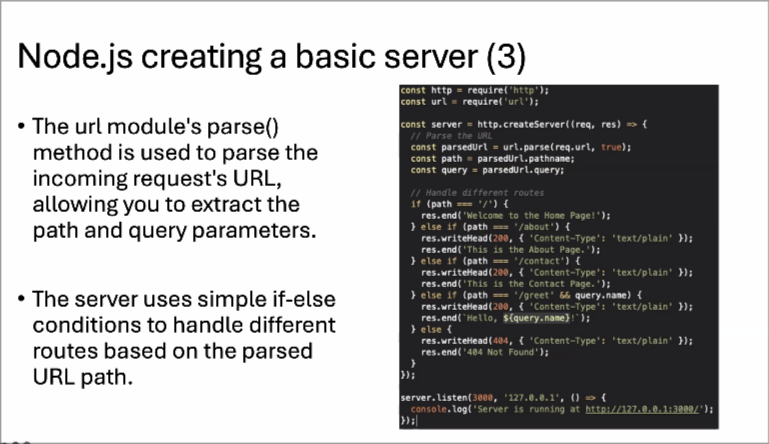 Node.js creating a basic server (3)
• The url module's parse()
method is used to parse the
incoming request's URL,
allowing you to extract the
path and query parameters.
• The server uses simple if-else
conditions to handle different
routes based on the parsed
URL path.
const http = require('http');
const url = require('url');
const server = http.createServer((req, res) => {
// Parse the URL
const parsedUrl = url.parse(req.url, true);
const path = parsedUrl.pathname;
const query = parsedUrl.query;
// Handle different routes
if (path === '/') {
res.end('Welcome to the Home Page!');
} else if (path === '/about') {
res.writeHead(200, { 'Content-Type': 'text/plain' });
res.end('This is the About Page.');
} else if (path === '/contact') {
res.writeHead(200, { 'Content-Type': 'text/plain' });
res.end('This is the Contact Page.');
} else if (path === '/greet' && query.name) {
res.writeHead(200, { 'Content-Type': 'text/plain' });
res.end(`Hello, ${query.name}!`);
} else {
res.writeHead(404, { 'Content-Type': 'text/plain' });
res.end('404 Not Found');
}
});
server.listen(3000, '127.0.0.1', () => {
console.log('Server is running at http://127.0.0.1:3000/');
});